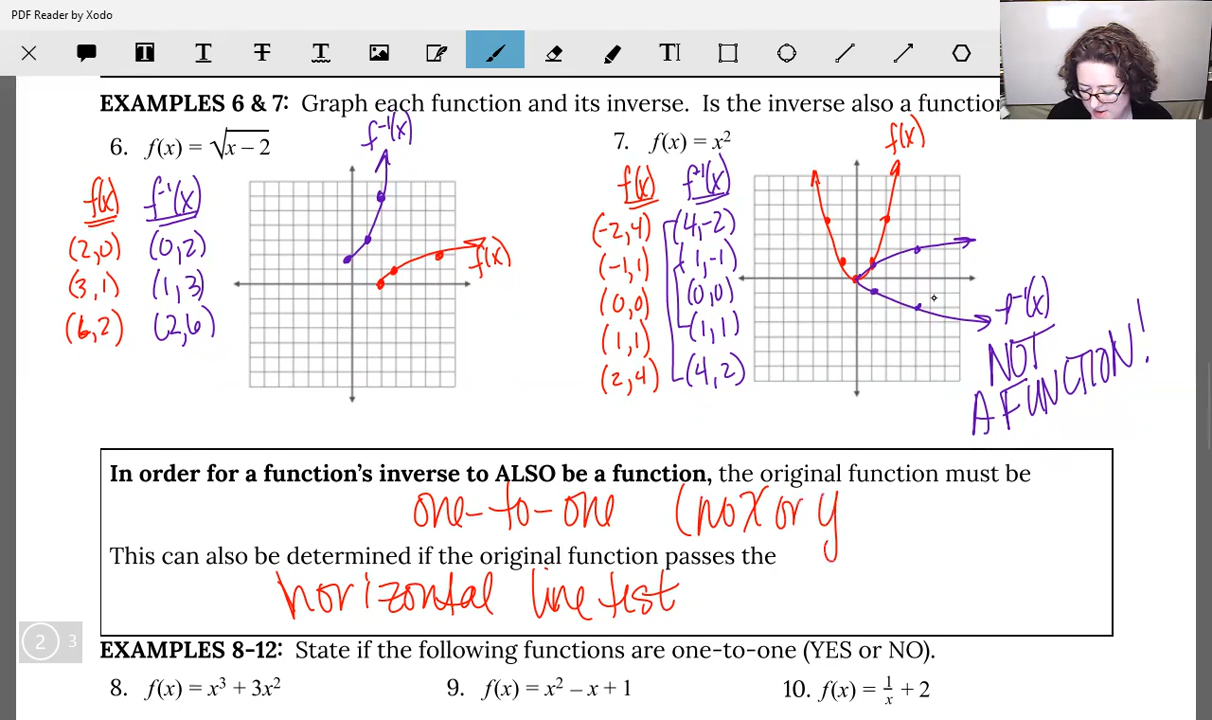 PDF Reader by Xodo
EXAMPLES 6 & 7: Graph each function and its inverse. Is the inverse also a function
6. f(x) = √x – 2
f⁻¹(x)
f(x) f⁻¹(x)
(2,0) (0,2)
(3,1) (1,3)
(6,2) (2,6)
f(x)
7. f(x) = x²
f(x)
f(x) f⁻¹(x)
(-2,4) (4,-2)
(-1,1) (1,-1)
(0,0) (0,0)
(1,1) (1,1)
(2,4) (4,2)
f⁻¹(x)
NOT
A FUNCTION!
In order for a function's inverse to ALSO be a function, the original function must be
one-to-one (no x or y
This can also be determined if the original function passes the
horizontal line test
2 3
EXAMPLES 8-12: State if the following functions are one-to-one (YES or NO).
8. f(x) = x³ + 3x² 9. f(x) = x² – x + 1 10. f(x) = 1/x + 2